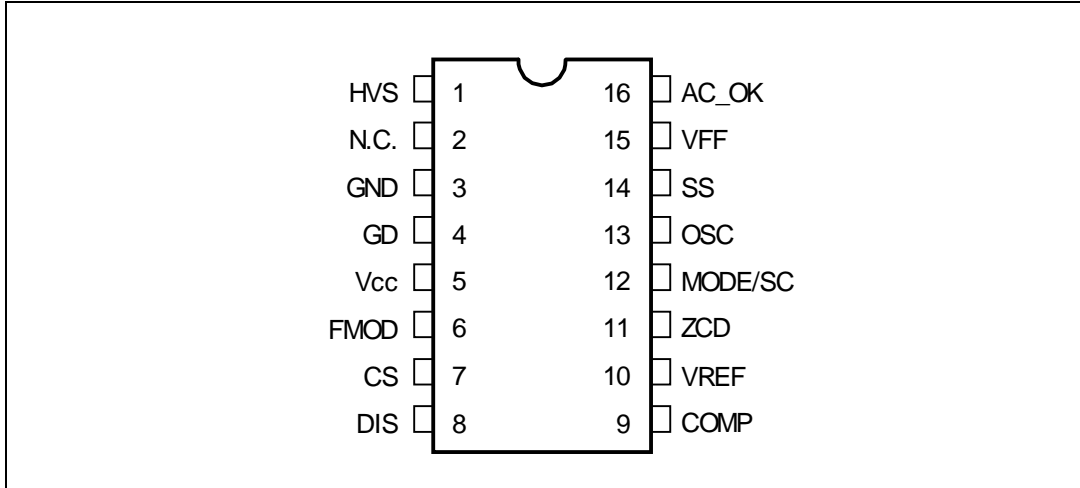 HVS 1 16 AC_OK
N.C. 2 15 VFF
GND 3 14 SS
GD 4 13 OSC
Vcc 5 12 MODE/SC
FMOD 6 11 ZCD
CS 7 10 VREF
DIS 8 9 COMP